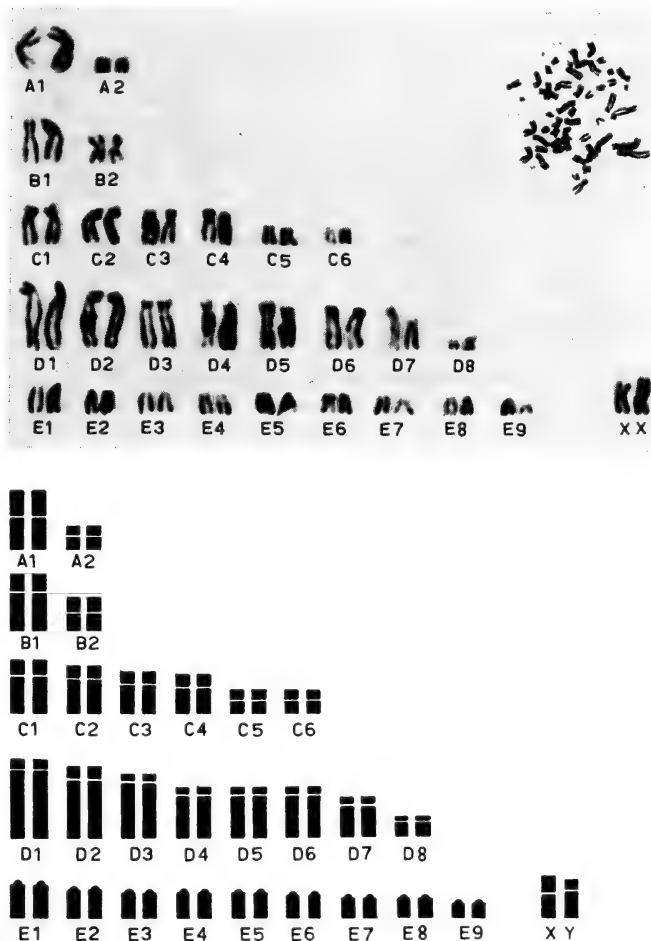 A1 A2
B1 B2
C1 C2 C3 C4 C5 C6
D1 D2 D3 D4 D5 D6 D7 D8
E1 E2 E3 E4 E5 E6 E7 E8 E9 X X
A1 A2
B1 B2
C1 C2 C3 C4 C5 C6
D1 D2 D3 D4 D5 D6 D7 D8
E1 E2 E3 E4 E5 E6 E7 E8 E9 X Y